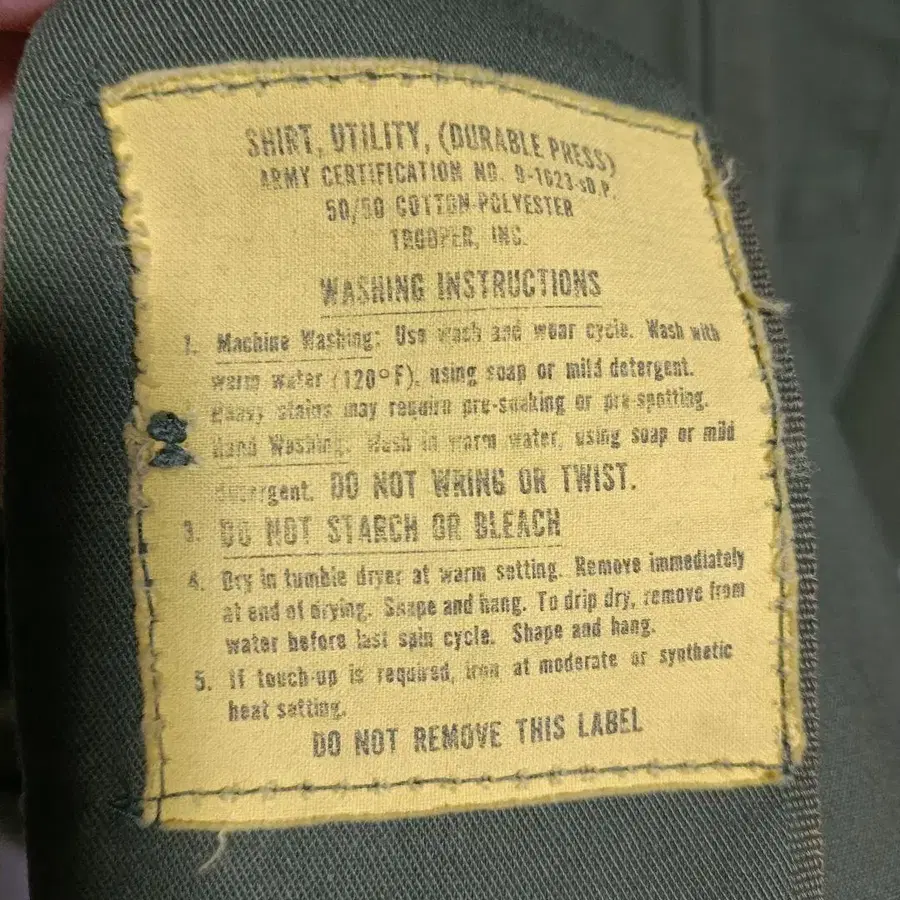 SHIRT, UTILITY, (DURABLE PRESS)
ARMY CERTIFICATION NO. 9-1623-SD.P.
50/50 COTTON-POLYESTER
TROOPER, INC.
WASHING INSTRUCTIONS
1. Machine Washing: Use wash and wear cycle. Wash with
warm water (120°F), using soap or mild detergent.
Heavy stains may require pre-soaking or pre-spotting.
Hand Washing: Wash in warm water, using soap or mild
detergent. DO NOT WRING OR TWIST.
3. DO NOT STARCH OR BLEACH
4. Dry in tumble dryer at warm setting. Remove immediately
at end of drying. Shape and hang. To drip dry, remove from
water before last spin cycle. Shape and hang.
5. If touch-up is required, iron at moderate or synthetic
heat setting.
DO NOT REMOVE THIS LABEL